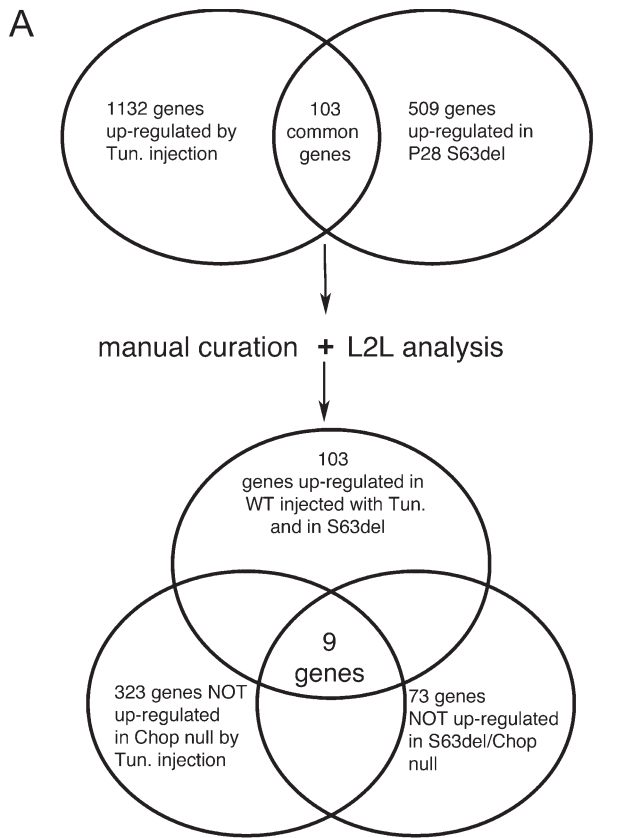 A
1132 genes
up-regulated by
Tun. injection
103
common
genes
509 genes
up-regulated in
P28 S63del
manual curation + L2L analysis
103
genes up-regulated in
WT injected with Tun.
and in S63del
9
genes
323 genes NOT
up-regulated
in Chop null by
Tun. injection
73 genes
NOT up-regulated
in S63del/Chop
null